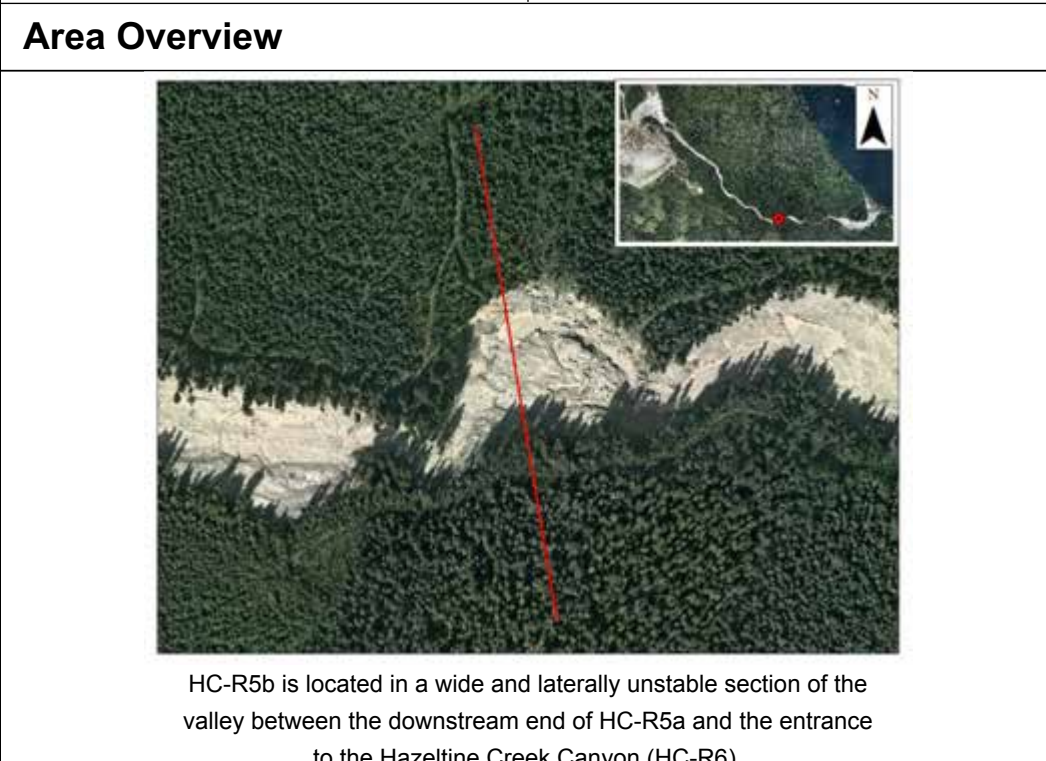 Area Overview
N
HC-R5b is located in a wide and laterally unstable section of the
valley between the downstream end of HC-R5a and the entrance
to the Hazeltine Creek Canyon (HC-R6)